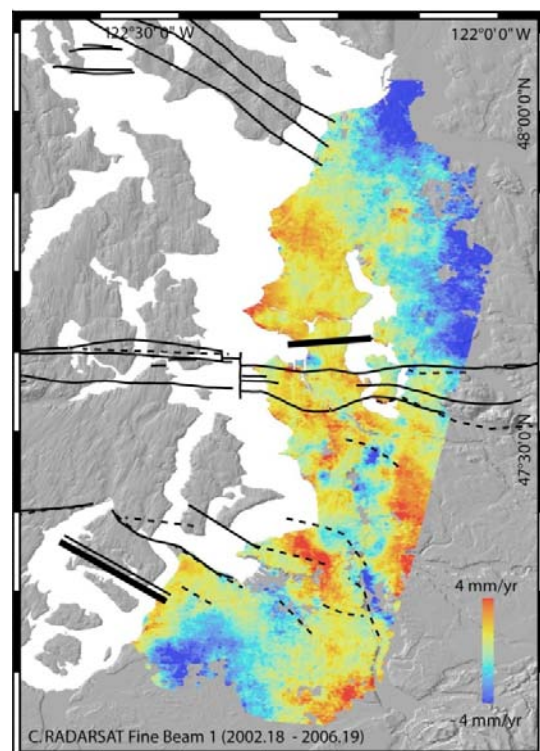 122°30'0" W
122°0'0" W
48°00'0"N
47°30'0"N
4 mm/yr
- 4 mm/yr
C. RADARSAT Fine Beam 1 (2002.18 - 2006.19)